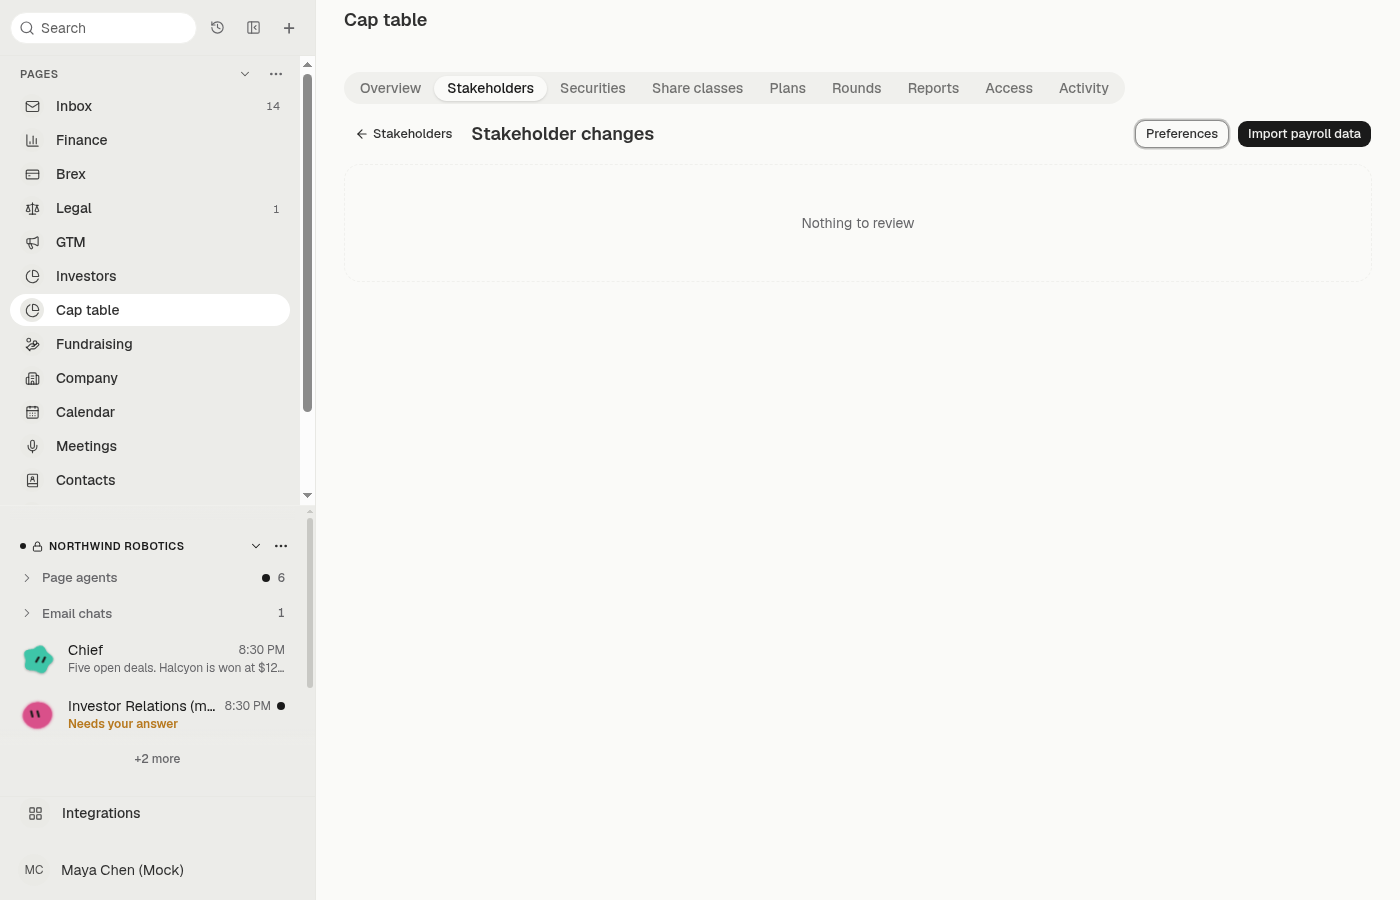 Search
PAGES
Inbox 14
Finance
Brex
Legal 1
GTM
Investors
Cap table
Fundraising
Company
Calendar
Meetings
Contacts
NORTHWIND ROBOTICS
Page agents 6
Email chats 1
Chief 8:30 PM
Five open deals. Halcyon is won at $12...
Investor Relations (m... 8:30 PM
Needs your answer
+2 more
Integrations
MC Maya Chen (Mock)
Cap table
Overview Stakeholders Securities Share classes Plans Rounds Reports Access Activity
Stakeholders Stakeholder changes Preferences Import payroll data
Nothing to review